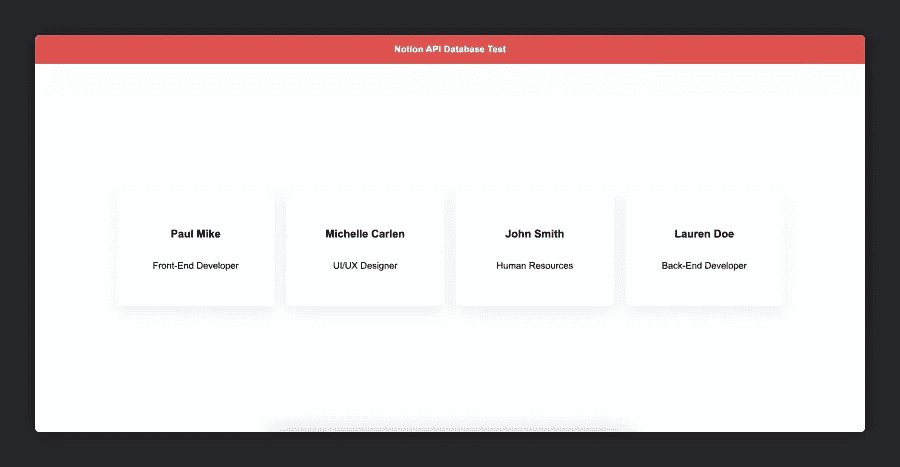 Notion API Database Test
Paul Mike
Front-End Developer
Michelle Carlen
UI/UX Designer
John Smith
Human Resources
Lauren Doe
Back-End Developer